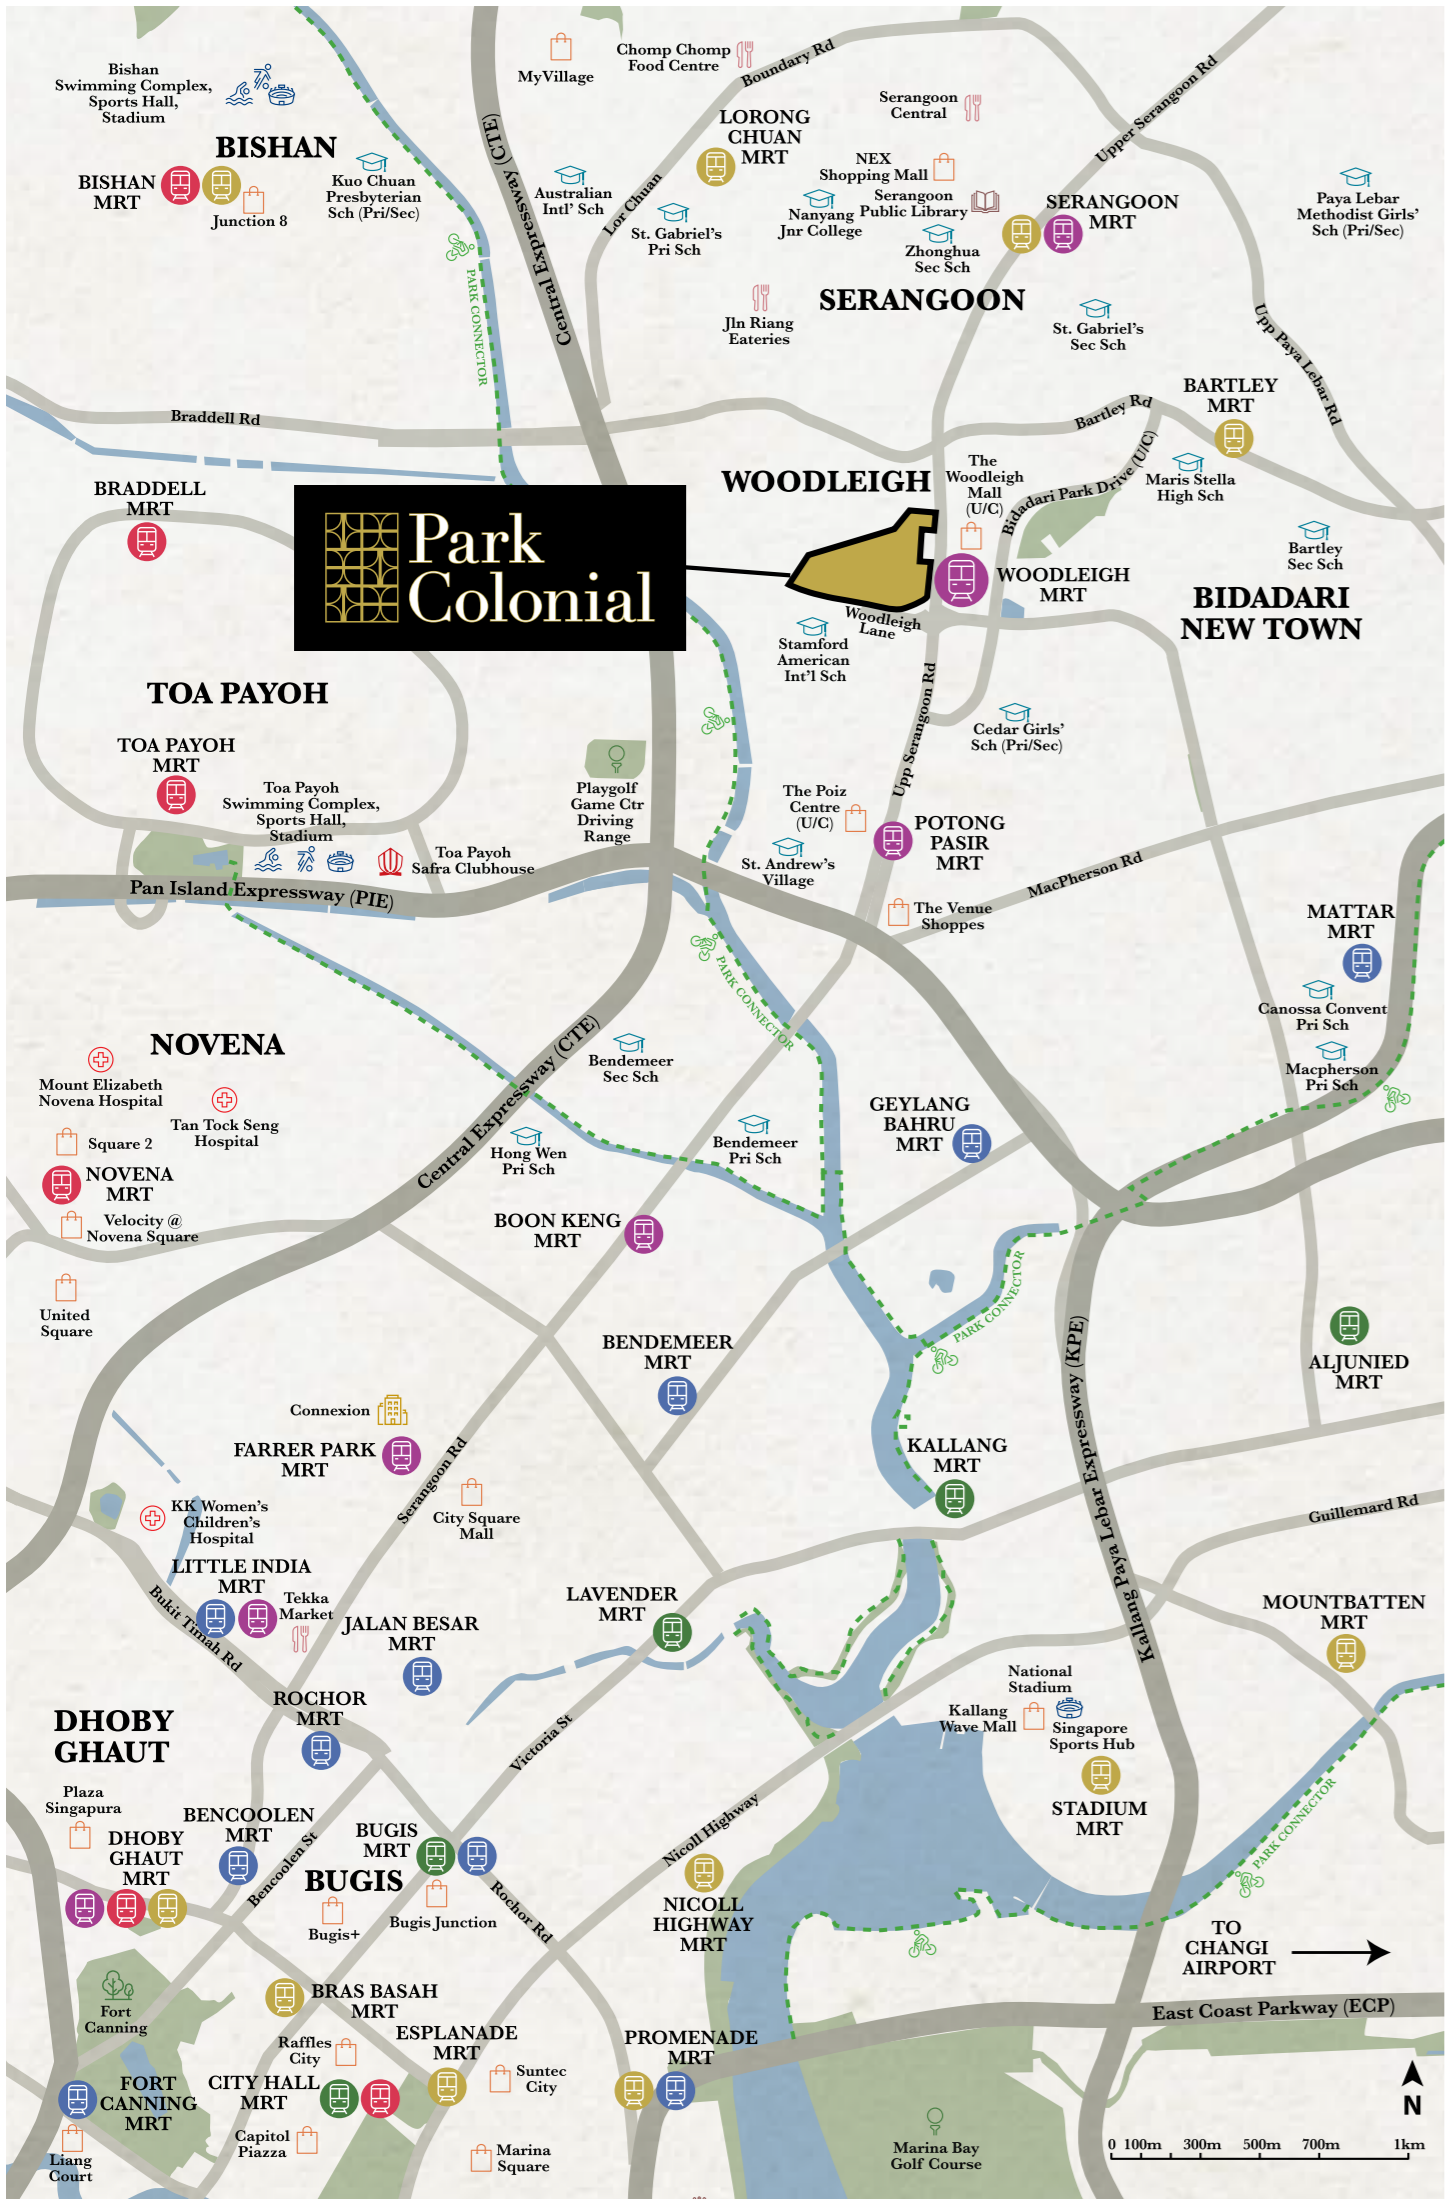 Bishan
Swimming Complex,
Sports Hall,
Stadium
MyVillage
Chomp Chomp
Food Centre
Boundary Rd
Serangoon
Central
Upper Serangoon Rd
BISHAN
BISHAN
MRT
Junction 8
Kuo Chuan
Presbyterian
Sch (Pri/Sec)
PARK CONNECTOR
Central Expressway (CTE)
Australian
Intl' Sch
Lor Chuan
LORONG
CHUAN
MRT
St. Gabriel's
Pri Sch
NEX
Shopping Mall
Serangoon
Public Library
Nanyang
Jnr College
Zhonghua
Sec Sch
SERANGOON
MRT
Paya Lebar
Methodist Girls'
Sch (Pri/Sec)
SERANGOON
Jln Riang
Eateries
St. Gabriel's
Sec Sch
Upp Paya Lebar Rd
BARTLEY
MRT
Braddell Rd
Bartley Rd
BRADDELL
MRT
WOODLEIGH
The
Woodleigh
Mall
(U/C)
Bidadari Park Drive (U/C)
Maris Stella
High Sch
Bartley
Sec Sch
Park
Colonial
WOODLEIGH
MRT
BIDADARI
NEW TOWN
Woodleigh
Lane
Stamford
American
Int'l Sch
TOA PAYOH
Upp Serangoon Rd
Cedar Girls'
Sch (Pri/Sec)
TOA PAYOH
MRT
Toa Payoh
Swimming Complex,
Sports Hall,
Stadium
Playgolf
Game Ctr
Driving
Range
The Poiz
Centre
(U/C)
POTONG
PASIR
MRT
Toa Payoh
Safra Clubhouse
St. Andrew's
Village
MacPherson Rd
Pan Island Expressway (PIE)
The Venue
Shoppes
MATTAR
MRT
PARK CONNECTOR
Canossa Convent
Pri Sch
Macpherson
Pri Sch
NOVENA
Mount Elizabeth
Novena Hospital
Tan Tock Seng
Hospital
Square 2
NOVENA
MRT
Velocity @
Novena Square
United
Square
Central Expressway (CTE)
Bendemeer
Sec Sch
Hong Wen
Pri Sch
Bendemeer
Pri Sch
GEYLANG
BAHRU
MRT
BOON KENG
MRT
PARK CONNECTOR
BENDEMEER
MRT
Kallang Paya Lebar Expressway (KPE)
ALJUNIED
MRT
Connexion
FARRER PARK
MRT
Serangoon Rd
City Square
Mall
KALLANG
MRT
Guillemard Rd
KK Women's
Children's
Hospital
LITTLE INDIA
MRT
Tekka
Market
Bukit Timah Rd
JALAN BESAR
MRT
LAVENDER
MRT
MOUNTBATTEN
MRT
National
Stadium
Kallang
Wave Mall
Singapore
Sports Hub
STADIUM
MRT
ROCHOR
MRT
DHOBY
GHAUT
Plaza
Singapura
DHOBY
GHAUT
MRT
BENCOOLEN
MRT
Bencoolen St
Victoria St
BUGIS
MRT
BUGIS
Bugis+
Bugis Junction
Rochor Rd
Nicoll Highway
NICOLL
HIGHWAY
MRT
PARK CONNECTOR
TO
CHANGI
AIRPORT
East Coast Parkway (ECP)
Fort
Canning
BRAS BASAH
MRT
Raffles
City
ESPLANADE
MRT
PROMENADE
MRT
Suntec
City
FORT
CANNING
MRT
CITY HALL
MRT
Liang
Court
Capitol
Piazza
Marina
Square
Marina Bay
Golf Course
N
0 100m 300m 500m 700m 1km